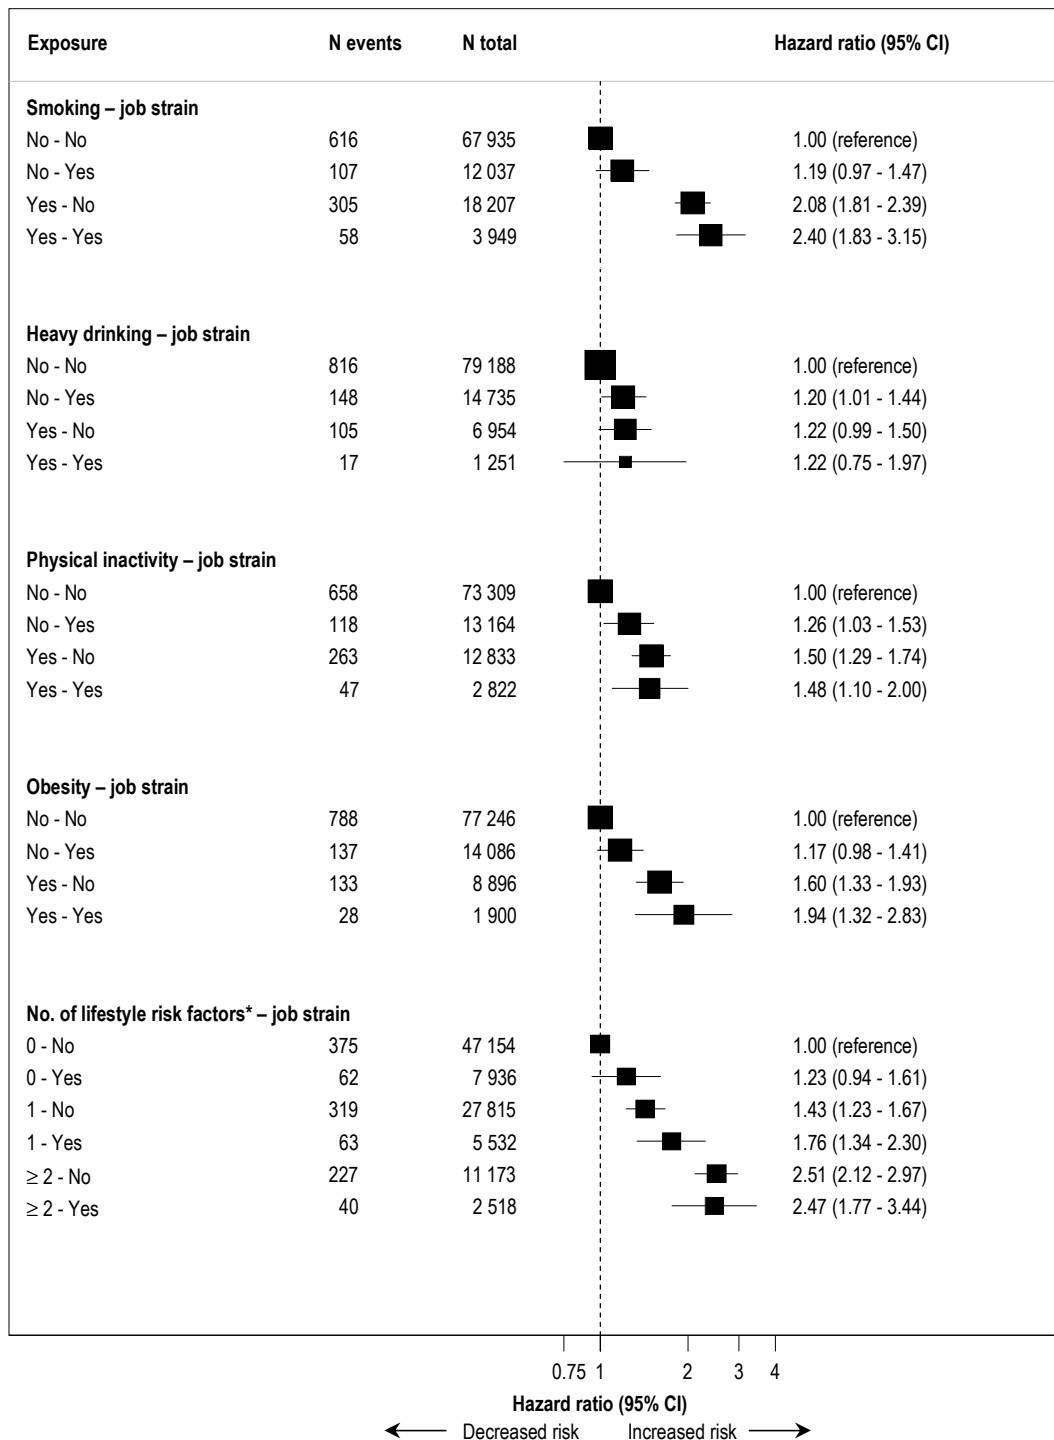 Exposure N events N total Hazard ratio (95% CI)
Smoking – job strain
No - No 616 67 935 1.00 (reference)
No - Yes 107 12 037 1.19 (0.97 - 1.47)
Yes - No 305 18 207 2.08 (1.81 - 2.39)
Yes - Yes 58 3 949 2.40 (1.83 - 3.15)
Heavy drinking – job strain
No - No 816 79 188 1.00 (reference)
No - Yes 148 14 735 1.20 (1.01 - 1.44)
Yes - No 105 6 954 1.22 (0.99 - 1.50)
Yes - Yes 17 1 251 1.22 (0.75 - 1.97)
Physical inactivity – job strain
No - No 658 73 309 1.00 (reference)
No - Yes 118 13 164 1.26 (1.03 - 1.53)
Yes - No 263 12 833 1.50 (1.29 - 1.74)
Yes - Yes 47 2 822 1.48 (1.10 - 2.00)
Obesity – job strain
No - No 788 77 246 1.00 (reference)
No - Yes 137 14 086 1.17 (0.98 - 1.41)
Yes - No 133 8 896 1.60 (1.33 - 1.93)
Yes - Yes 28 1 900 1.94 (1.32 - 2.83)
No. of lifestyle risk factors* – job strain
0 - No 375 47 154 1.00 (reference)
0 - Yes 62 7 936 1.23 (0.94 - 1.61)
1 - No 319 27 815 1.43 (1.23 - 1.67)
1 - Yes 63 5 532 1.76 (1.34 - 2.30)
≥ 2 - No 227 11 173 2.51 (2.12 - 2.97)
≥ 2 - Yes 40 2 518 2.47 (1.77 - 3.44)
0.75 1 2 3 4
Hazard ratio (95% CI)
Decreased risk Increased risk